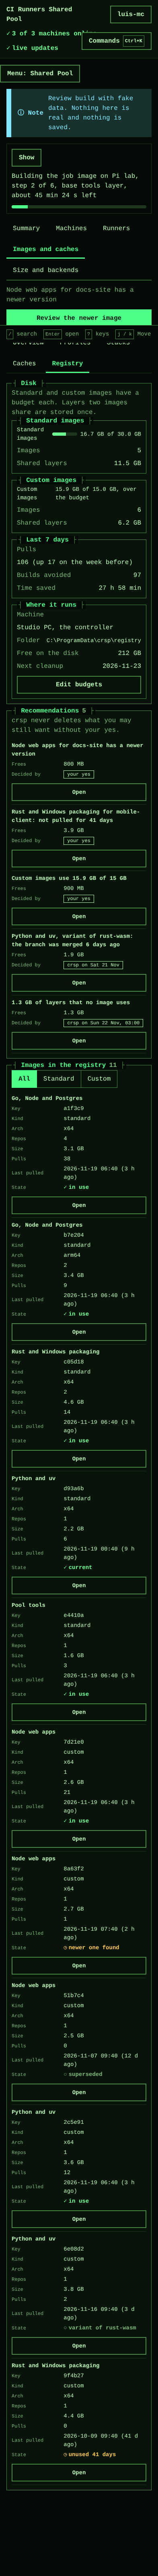 CI Runners Shared
Pool
luis-mc
✓ 3 of 3 machines online
✓ live updates
Commands Ctrl+K
Menu: Shared Pool
ⓘ Note
Review build with fake
data. Nothing here is
real and nothing is
saved.
Show
Building the job image on Pi lab,
step 2 of 6, base tools layer,
about 45 min 24 s left
Summary Machines Runners
Images and caches
Size and backends
Node web apps for docs-site has a
newer version
Review the newer image
/ search Enter open ? keys j / k Move
Overview Profiles Stacks
Caches Registry
Disk
Standard and custom images have a
budget each. Layers two images
share are stored once.
Standard images
Standard
images
16.7 GB of 30.0 GB
Images 5
Shared layers 11.5 GB
Custom images
Custom
images
15.9 GB of 15.0 GB, over
the budget
Images 6
Shared layers 6.2 GB
Last 7 days
Pulls
106 (up 17 on the week before)
Builds avoided 97
Time saved 27 h 58 min
Where it runs
Machine
Studio PC, the controller
Folder C:\ProgramData\crsp\registry
Free on the disk 212 GB
Next cleanup 2026-11-23
Edit budgets
Recommendations 5
crsp never deletes what you may
still want without your yes.
Node web apps for docs-site has a newer
version
Frees 800 MB
Decided by your yes
Open
Rust and Windows packaging for mobile-
client: not pulled for 41 days
Frees 3.9 GB
Decided by your yes
Open
Custom images use 15.9 GB of 15 GB
Frees 900 MB
Decided by your yes
Open
Python and uv, variant of rust-wasm:
the branch was merged 6 days ago
Frees 1.9 GB
Decided by crsp on Sat 21 Nov
Open
1.3 GB of layers that no image uses
Frees 1.3 GB
Decided by crsp on Sun 22 Nov, 03:00
Open
Images in the registry 11
All Standard Custom
Go, Node and Postgres
Key a1f3c9
Kind standard
Arch x64
Repos 4
Size 3.1 GB
Pulls 38
Last pulled 2026-11-19 06:40 (3 h
ago)
State ✓ in use
Open
Go, Node and Postgres
Key b7e204
Kind standard
Arch arm64
Repos 2
Size 3.4 GB
Pulls 9
Last pulled 2026-11-19 06:40 (3 h
ago)
State ✓ in use
Open
Rust and Windows packaging
Key c05d18
Kind standard
Arch x64
Repos 2
Size 4.6 GB
Pulls 14
Last pulled 2026-11-19 06:40 (3 h
ago)
State ✓ in use
Open
Python and uv
Key d93a6b
Kind standard
Arch x64
Repos 1
Size 2.2 GB
Pulls 6
Last pulled 2026-11-19 00:40 (9 h
ago)
State ✓ current
Open
Pool tools
Key e4410a
Kind standard
Arch x64
Repos 1
Size 1.6 GB
Pulls 3
Last pulled 2026-11-19 06:40 (3 h
ago)
State ✓ in use
Open
Node web apps
Key 7d21e0
Kind custom
Arch x64
Repos 1
Size 2.6 GB
Pulls 21
Last pulled 2026-11-19 06:40 (3 h
ago)
State ✓ in use
Open
Node web apps
Key 8a63f2
Kind custom
Arch x64
Repos 1
Size 2.7 GB
Pulls 1
Last pulled 2026-11-19 07:40 (2 h
ago)
State newer one found
Open
Node web apps
Key 51b7c4
Kind custom
Arch x64
Repos 1
Size 2.5 GB
Pulls 0
Last pulled 2026-11-07 09:40 (12 d
ago)
State superseded
Open
Python and uv
Key 2c5e91
Kind custom
Arch x64
Repos 1
Size 3.6 GB
Pulls 12
Last pulled 2026-11-19 06:40 (3 h
ago)
State ✓ in use
Open
Python and uv
Key 6e08d2
Kind custom
Arch x64
Repos 1
Size 3.8 GB
Pulls 2
Last pulled 2026-11-16 09:40 (3 d
ago)
State variant of rust-wasm
Open
Rust and Windows packaging
Key 9f4b27
Kind custom
Arch x64
Repos 1
Size 4.4 GB
Pulls 0
Last pulled 2026-10-09 09:40 (41 d
ago)
State unused 41 days
Open